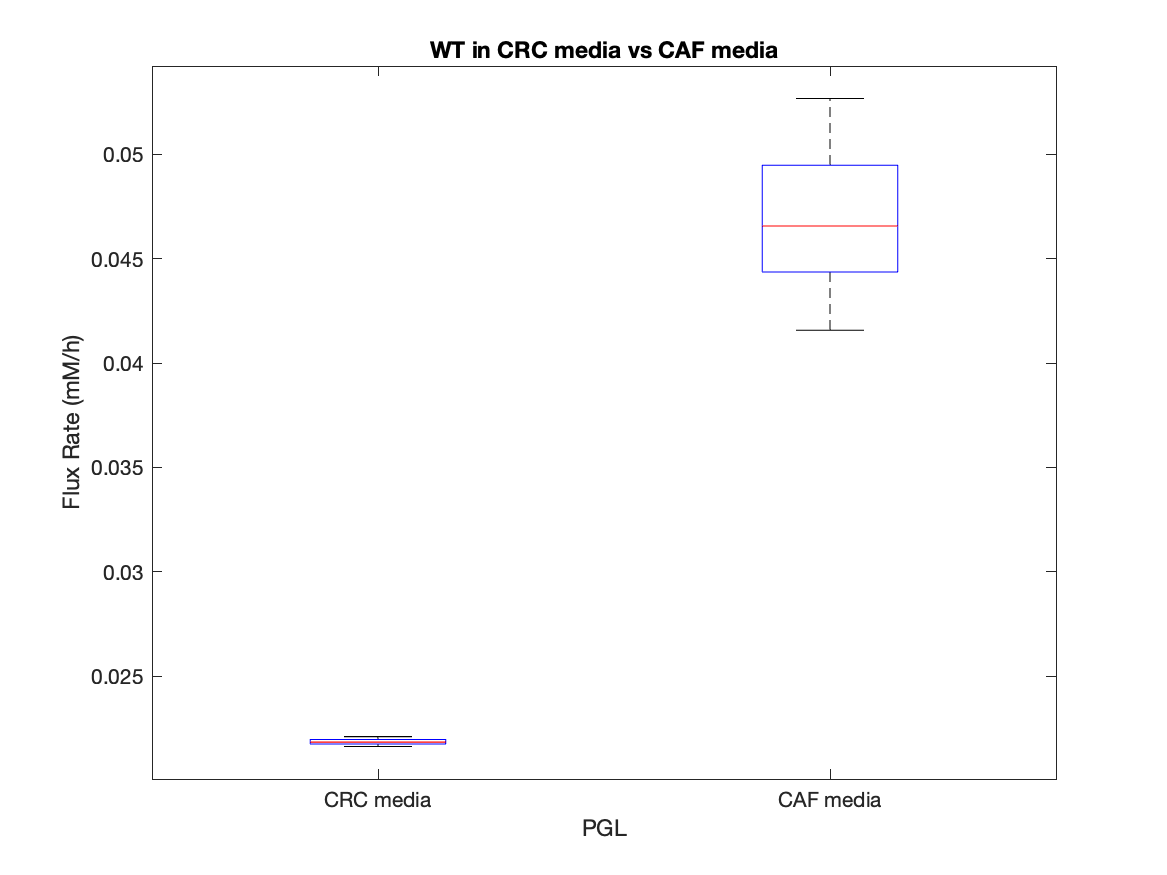 WT in CRC media vs CAF media
0.05
0.045
0.04
0.035
0.03
0.025
Flux Rate (mM/h)
CRC media
CAF media
PGL